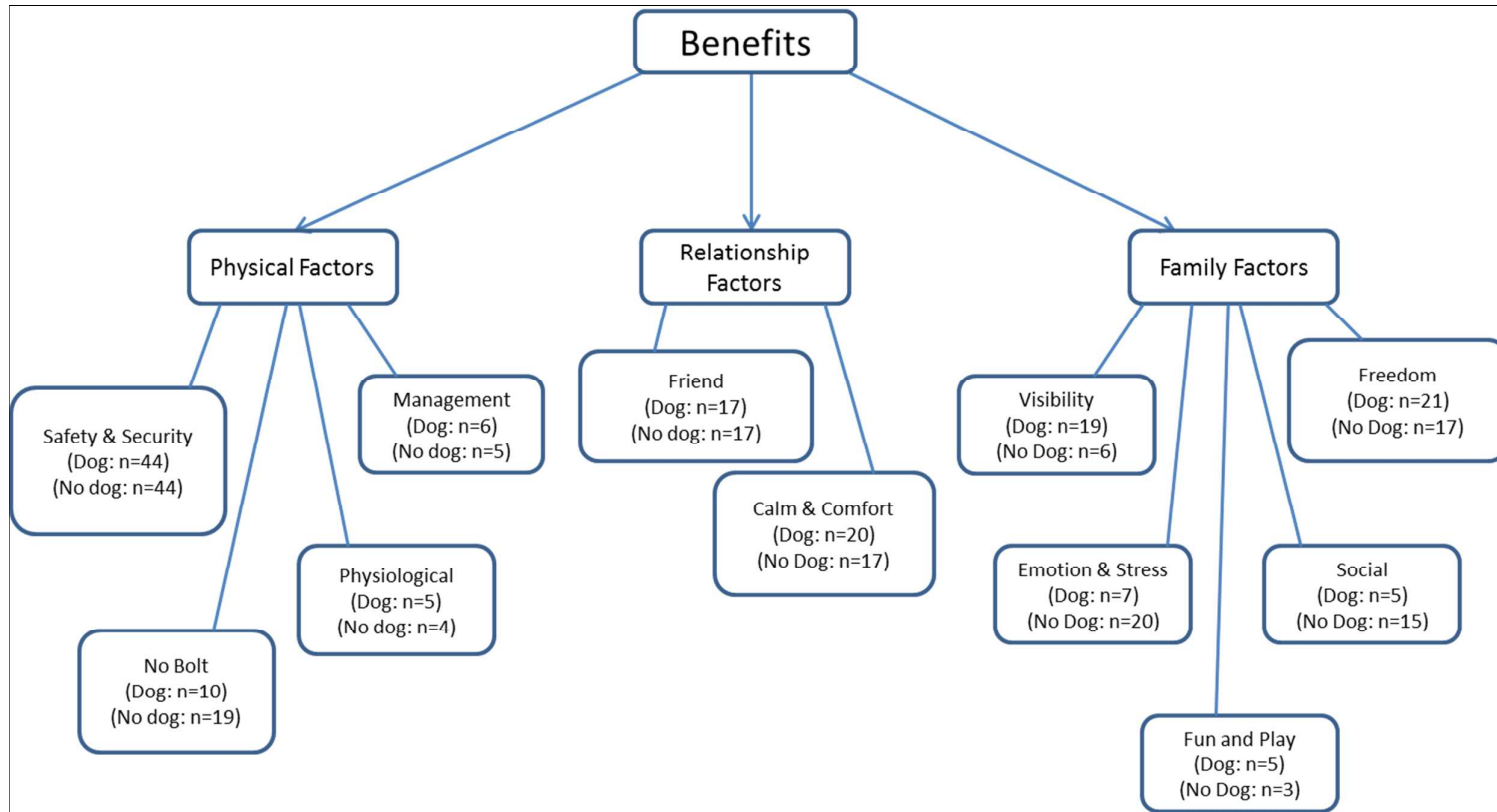 Benefits
Physical Factors
Relationship
Factors
Family Factors
Safety & Security
(Dog: n=44)
(No dog: n=44)
No Bolt
(Dog: n=10)
(No dog: n=19)
Physiological
(Dog: n=5)
(No dog: n=4)
Management
(Dog: n=6)
(No dog: n=5)
Friend
(Dog: n=17)
(No dog: n=17)
Calm & Comfort
(Dog: n=20)
(No Dog: n=17)
Visibility
(Dog: n=19)
(No Dog: n=6)
Emotion & Stress
(Dog: n=7)
(No Dog: n=20)
Fun and Play
(Dog: n=5)
(No Dog: n=3)
Social
(Dog: n=5)
(No Dog: n=15)
Freedom
(Dog: n=21)
(No Dog: n=17)